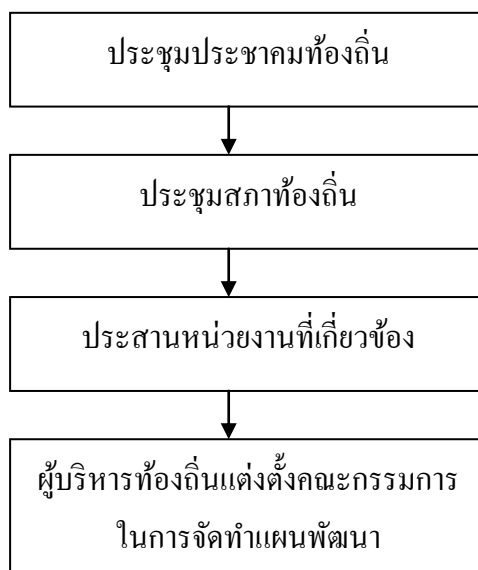 ประชุมประชาคมท้องถิ่น
ประชุมสภาท้องถิ่น
ประสานหน่วยงานที่เกี่ยวข้อง
ผู้บริหารท้องถิ่นแต่งตั้งคณะกรรมการ
ในการจัดทำแผนพัฒนา